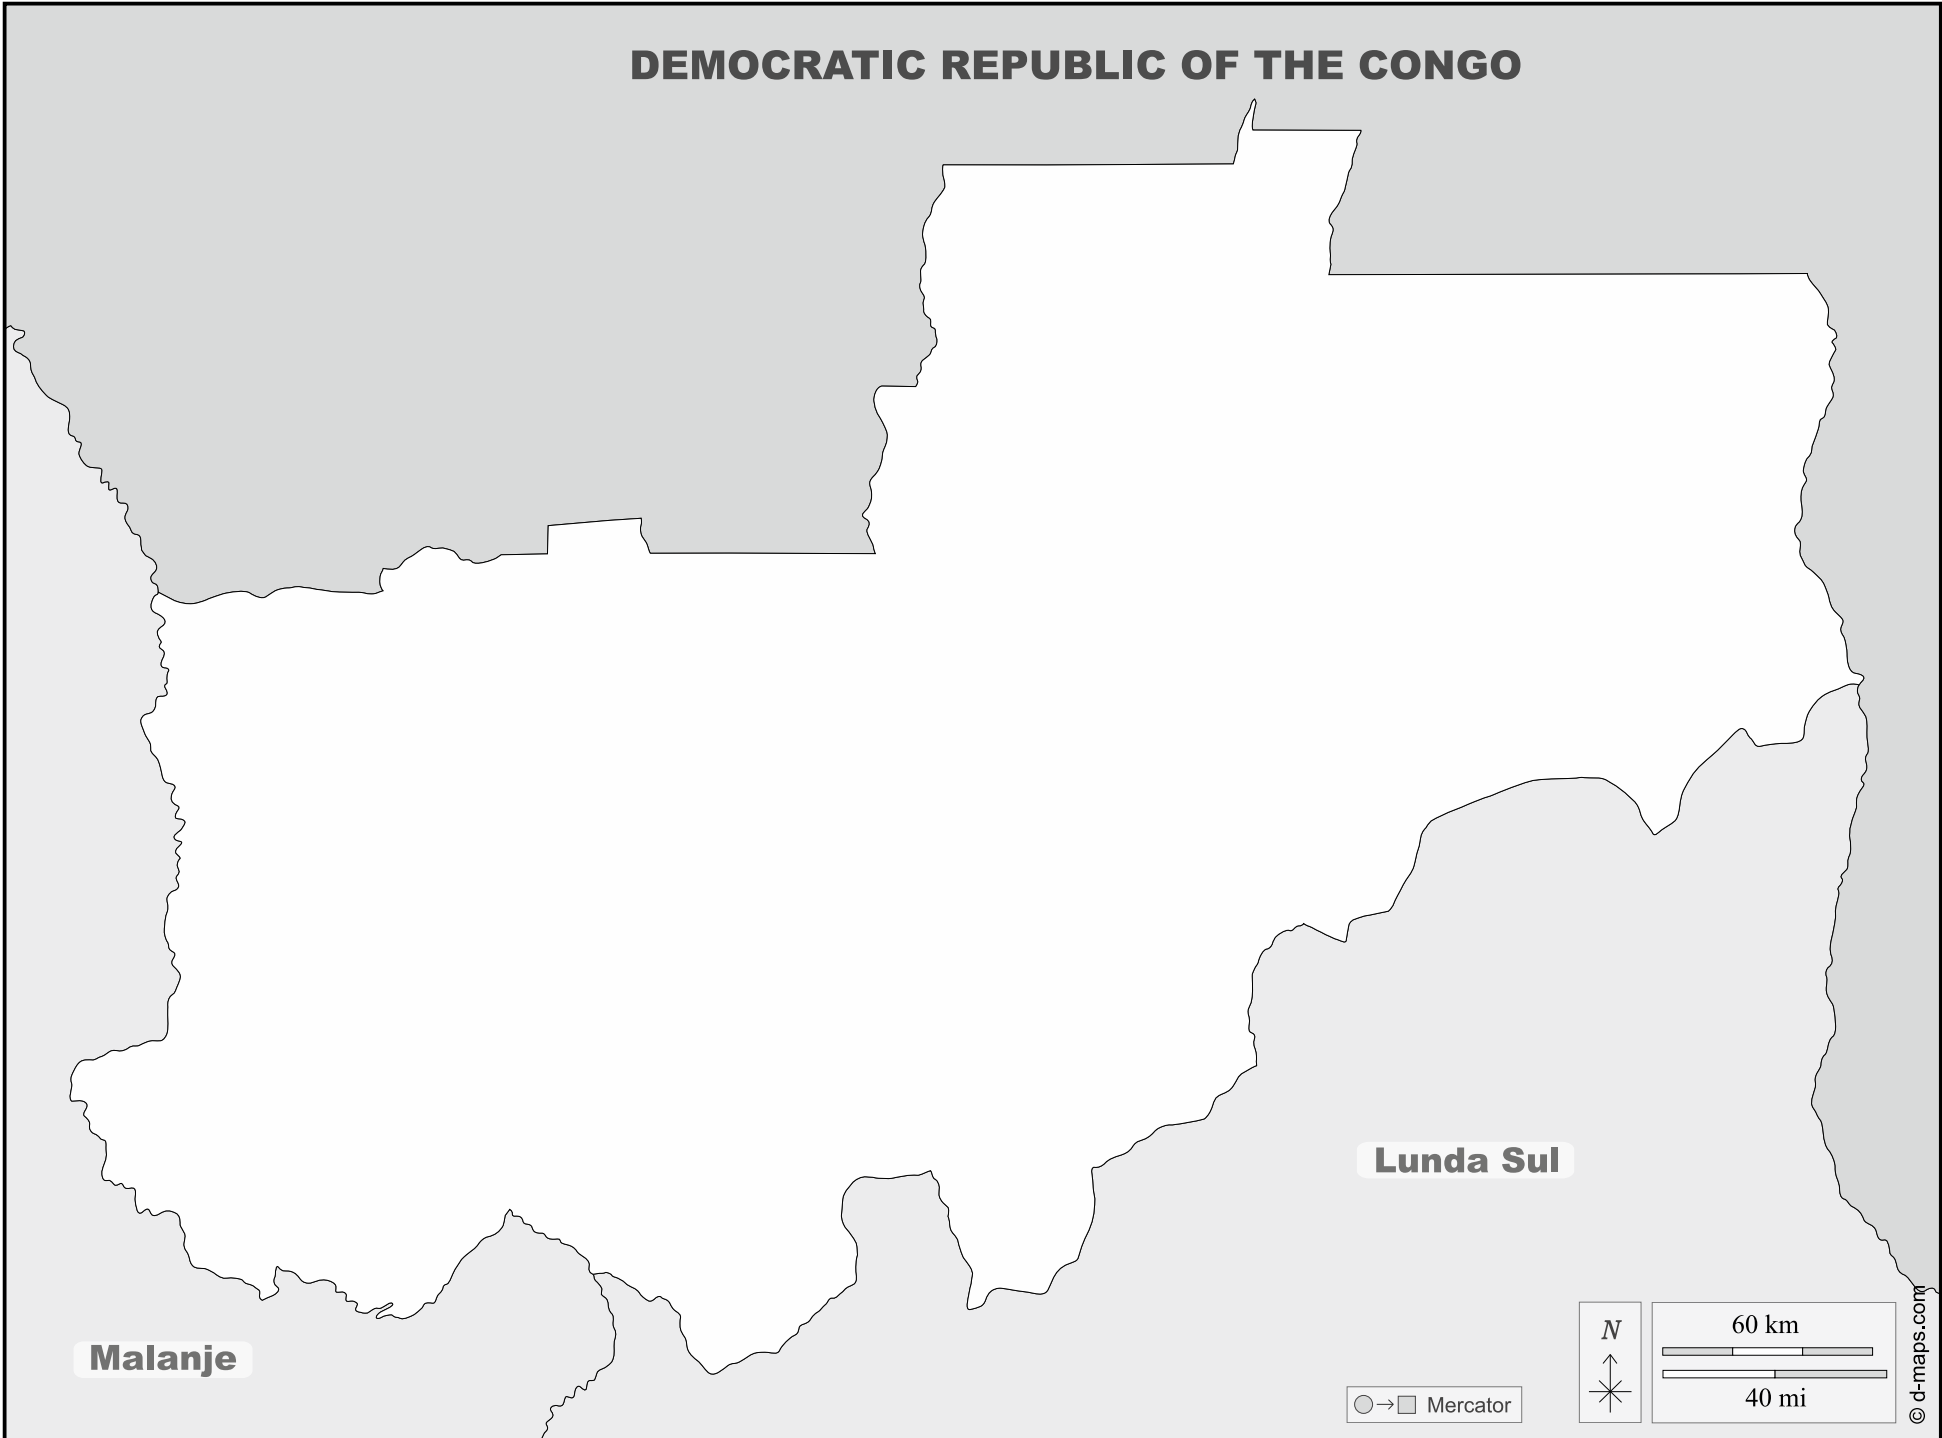 DEMOCRATIC REPUBLIC OF THE CONGO
Lunda Sul
Malanje
N
60 km
40 mi
Mercator
© d-maps.com